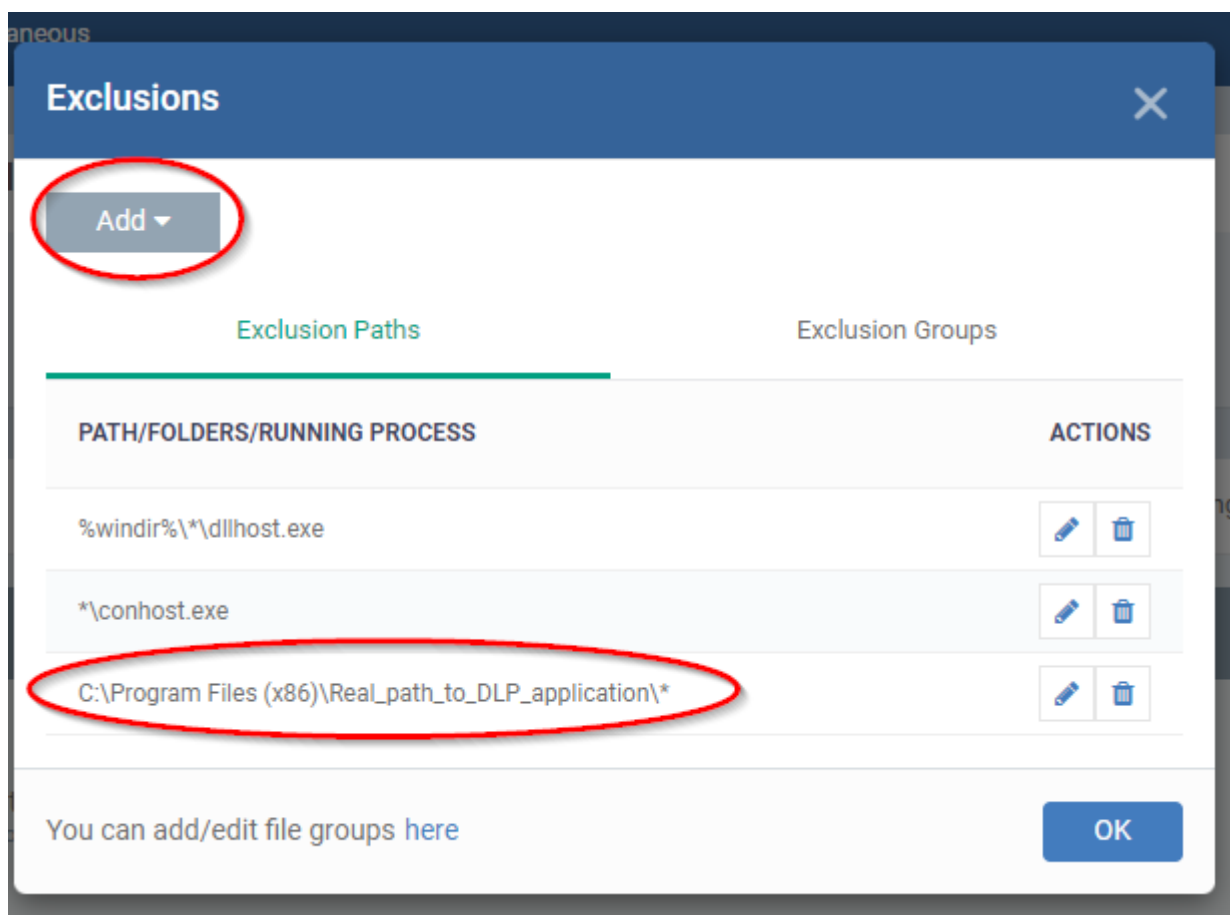 aneous
Exclusions
Add
Exclusion Paths
Exclusion Groups
PATH/FOLDERS/RUNNING PROCESS
ACTIONS
%windir%\*\dllhost.exe
*\conhost.exe
C:\Program Files (x86)\Real_path_to_DLP_application\*
You can add/edit file groups here
OK